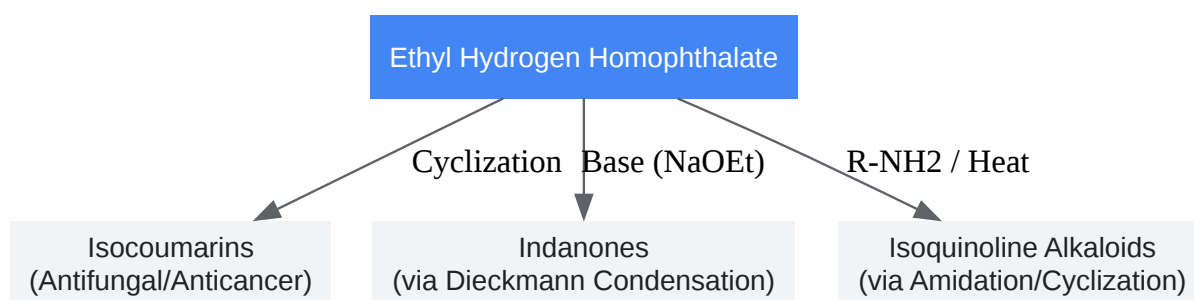 Ethyl Hydrogen Homophthalate
Cyclization
Base (NaOEt)
R-NH2 / Heat
Isocoumarins
(Antifungal/Anticancer)
Indanones
(via Dieckmann Condensation)
Isoquinoline Alkaloids
(via Amidation/Cyclization)